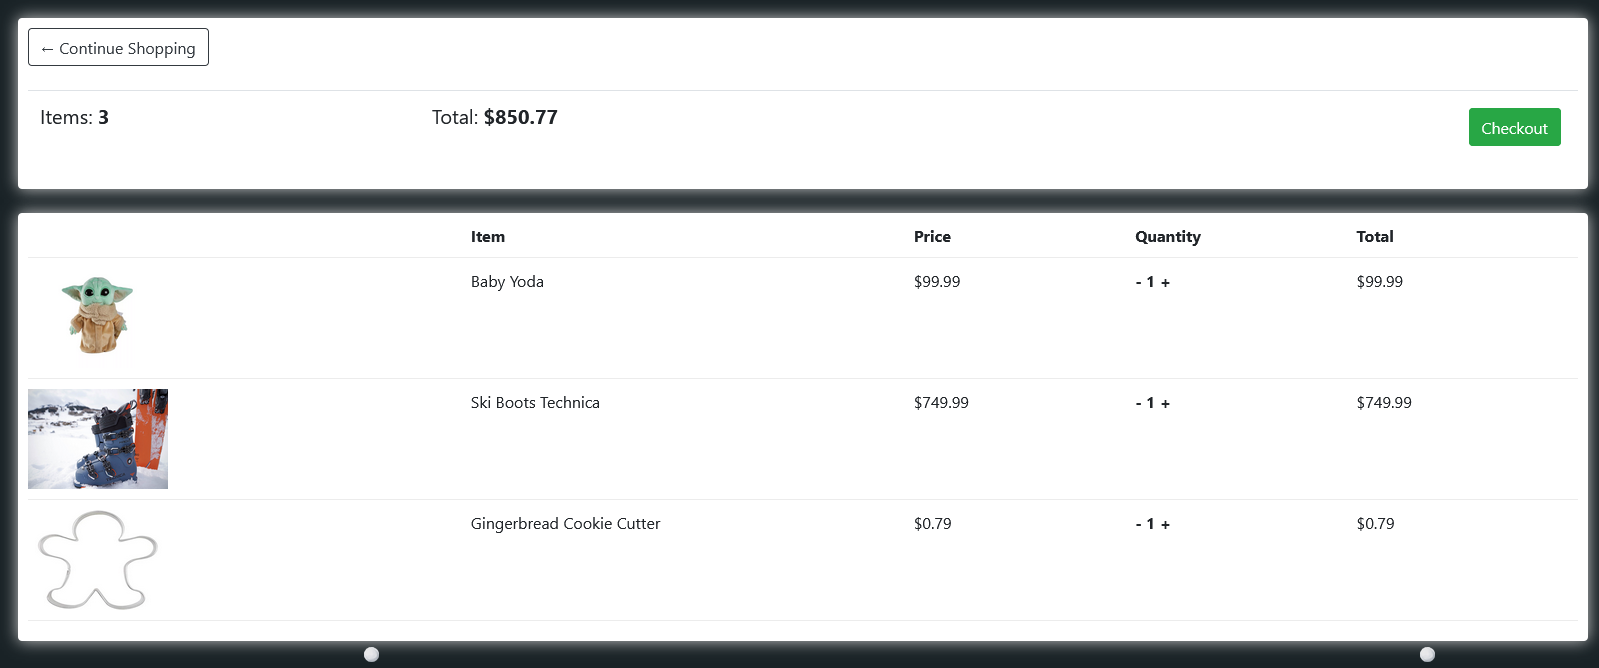 ← Continue Shopping
Items: 3 Total: $850.77 Checkout
Item Price Quantity Total
Baby Yoda $99.99 - 1 + $99.99
Ski Boots Technica $749.99 - 1 + $749.99
Gingerbread Cookie Cutter $0.79 - 1 + $0.79